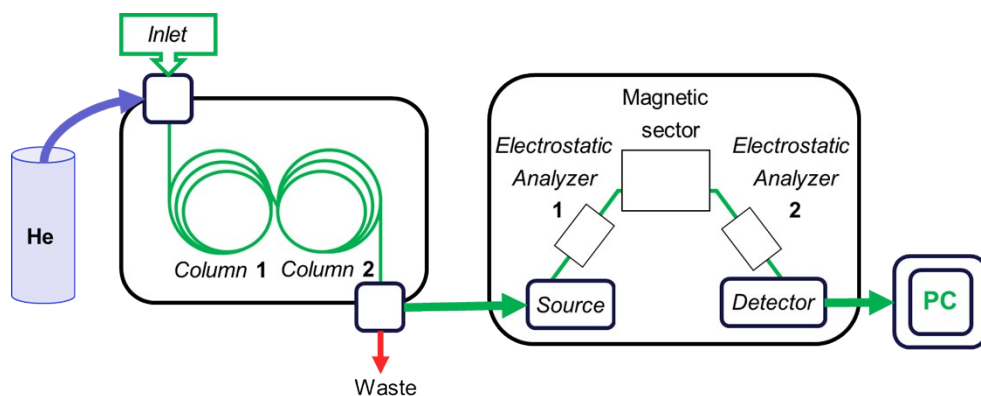 Inlet
He
Column 1
Column 2
Waste
Magnetic
sector
Electrostatic
Analyzer
1
Electrostatic
Analyzer
2
Source
Detector
PC